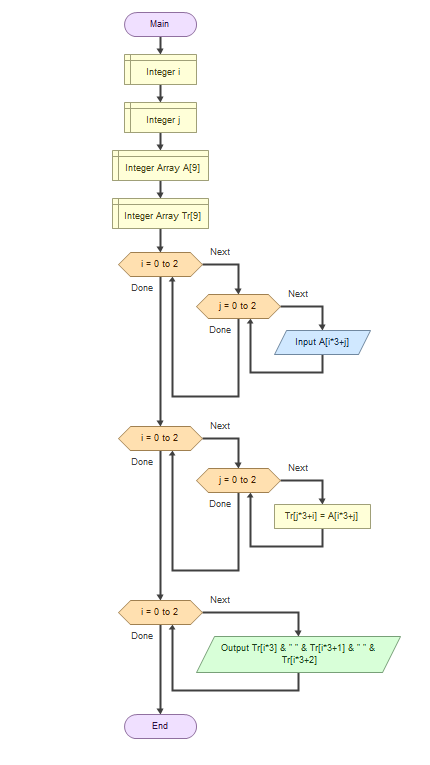 Main
Integer i
Integer j
Integer Array A[9]
Integer Array Tr[9]
i = 0 to 2
Next
Done
j = 0 to 2
Next
Done
Input A[i*3+j]
i = 0 to 2
Next
Done
j = 0 to 2
Next
Done
Tr[j*3+i] = A[i*3+j]
i = 0 to 2
Next
Done
Output Tr[i*3] & " " & Tr[i*3+1] & " " &
Tr[i*3+2]
End